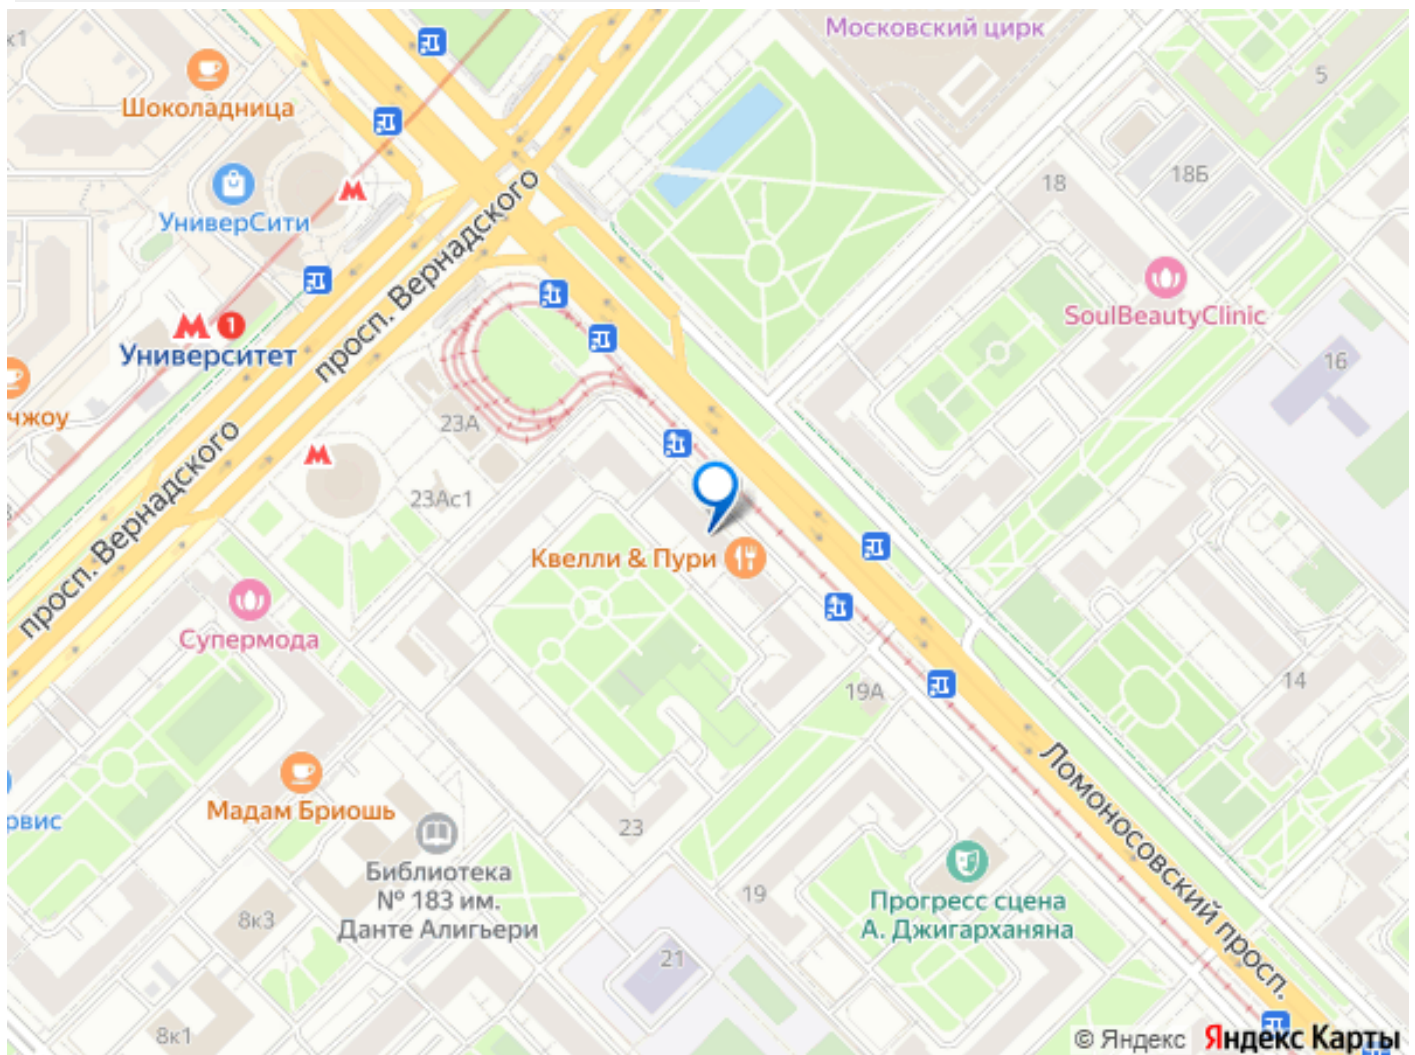 к1
Московский цирк
5
Шоколадница
18
18Б
УниверСити
просп. Вернадского
SoulBeautyClinic
1
Университет
16
чжоу
23А
просп. Вернадского
23Ас1
Квелли & Пури
Супермода
14
19А
Ломоносовский просп.
Мадам Бриошь
рвис
23
Библиотека
№ 183 им.
Данте Алигьери
8к3
19
Прогресс сцена
А. Джигарханяна
21
8к1
© Яндекс
Яндекс Карты